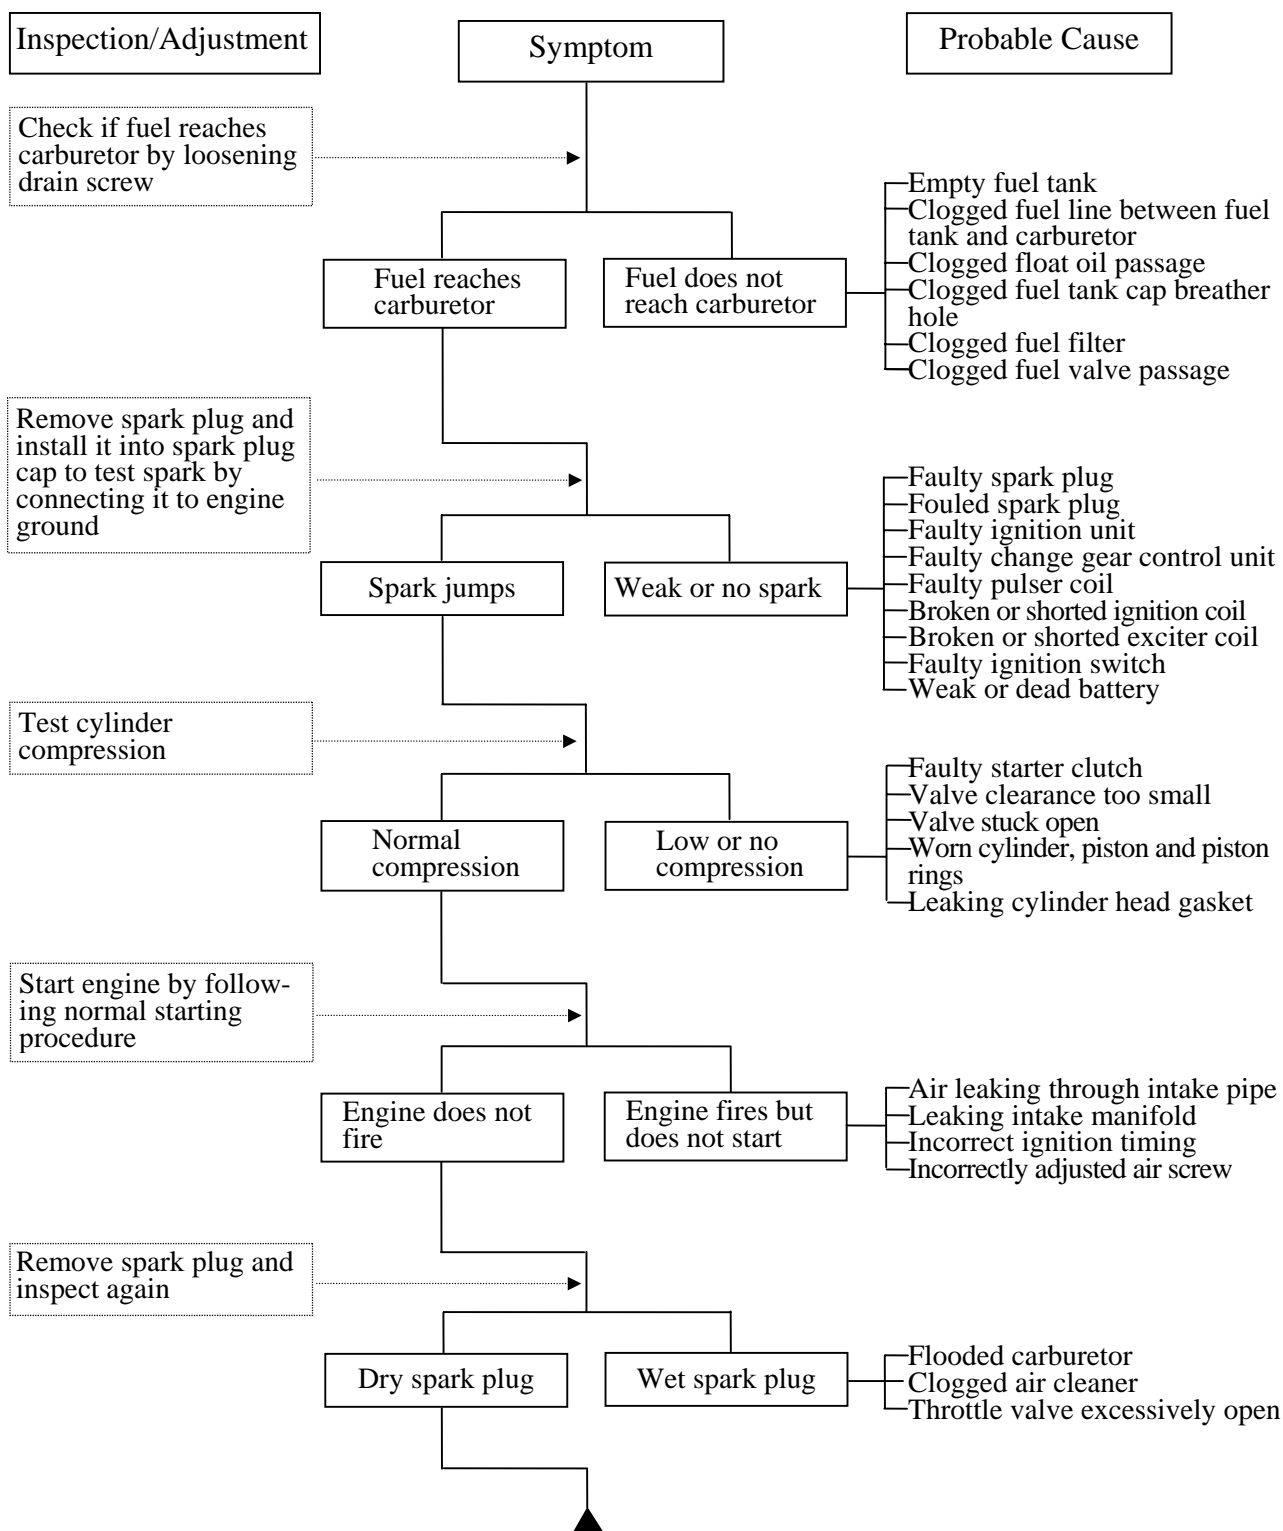 Inspection/Adjustment
Symptom
Probable Cause
Check if fuel reaches
carburetor by loosening
drain screw
Fuel reaches
carburetor
Fuel does not
reach carburetor
Empty fuel tank
Clogged fuel line between fuel
tank and carburetor
Clogged float oil passage
Clogged fuel tank cap breather
hole
Clogged fuel filter
Clogged fuel valve passage
Remove spark plug and
install it into spark plug
cap to test spark by
connecting it to engine
ground
Spark jumps
Weak or no spark
Faulty spark plug
Fouled spark plug
Faulty ignition unit
Faulty change gear control unit
Faulty pulser coil
Broken or shorted ignition coil
Broken or shorted exciter coil
Faulty ignition switch
Weak or dead battery
Test cylinder
compression
Normal
compression
Low or no
compression
Faulty starter clutch
Valve clearance too small
Valve stuck open
Worn cylinder, piston and piston
rings
Leaking cylinder head gasket
Start engine by follow-
ing normal starting
procedure
Engine does not
fire
Engine fires but
does not start
Air leaking through intake pipe
Leaking intake manifold
Incorrect ignition timing
Incorrectly adjusted air screw
Remove spark plug and
inspect again
Dry spark plug
Wet spark plug
Flooded carburetor
Clogged air cleaner
Throttle valve excessively open